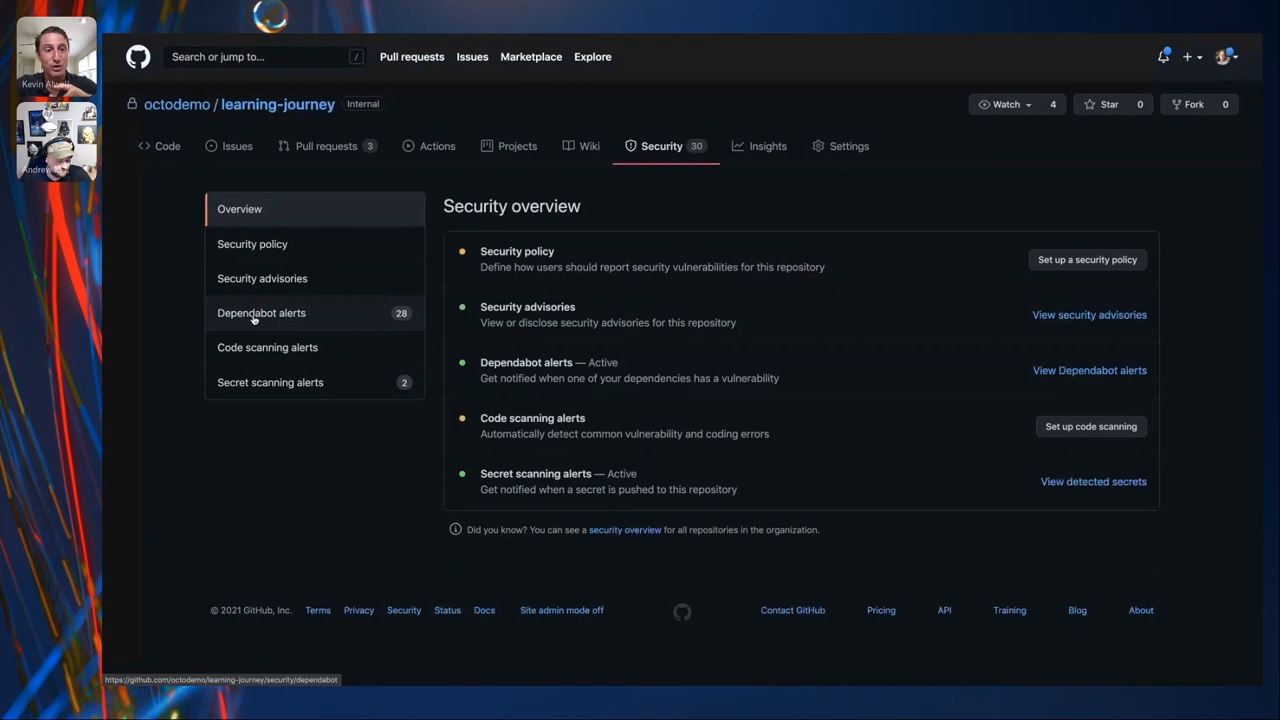 Kevin Alwell
Andrew
Search or jump to... /
Pull requests Issues Marketplace Explore
octodemo / learning-journey Internal
Watch 4 Star 0 Fork 0
Code Issues Pull requests 3 Actions Projects Wiki Security 30 Insights Settings
Overview
Security policy
Security advisories
Dependabot alerts 28
Code scanning alerts
Secret scanning alerts 2
Security overview
Security policy
Define how users should report security vulnerabilities for this repository
Set up a security policy
Security advisories
View or disclose security advisories for this repository
View security advisories
Dependabot alerts — Active
Get notified when one of your dependencies has a vulnerability
View Dependabot alerts
Code scanning alerts
Automatically detect common vulnerability and coding errors
Set up code scanning
Secret scanning alerts — Active
Get notified when a secret is pushed to this repository
View detected secrets
Did you know? You can see a security overview for all repositories in the organization.
© 2021 GitHub, Inc. Terms Privacy Security Status Docs Site admin mode off Contact GitHub Pricing API Training Blog About
https://github.com/octodemo/learning-journey/security/dependabot